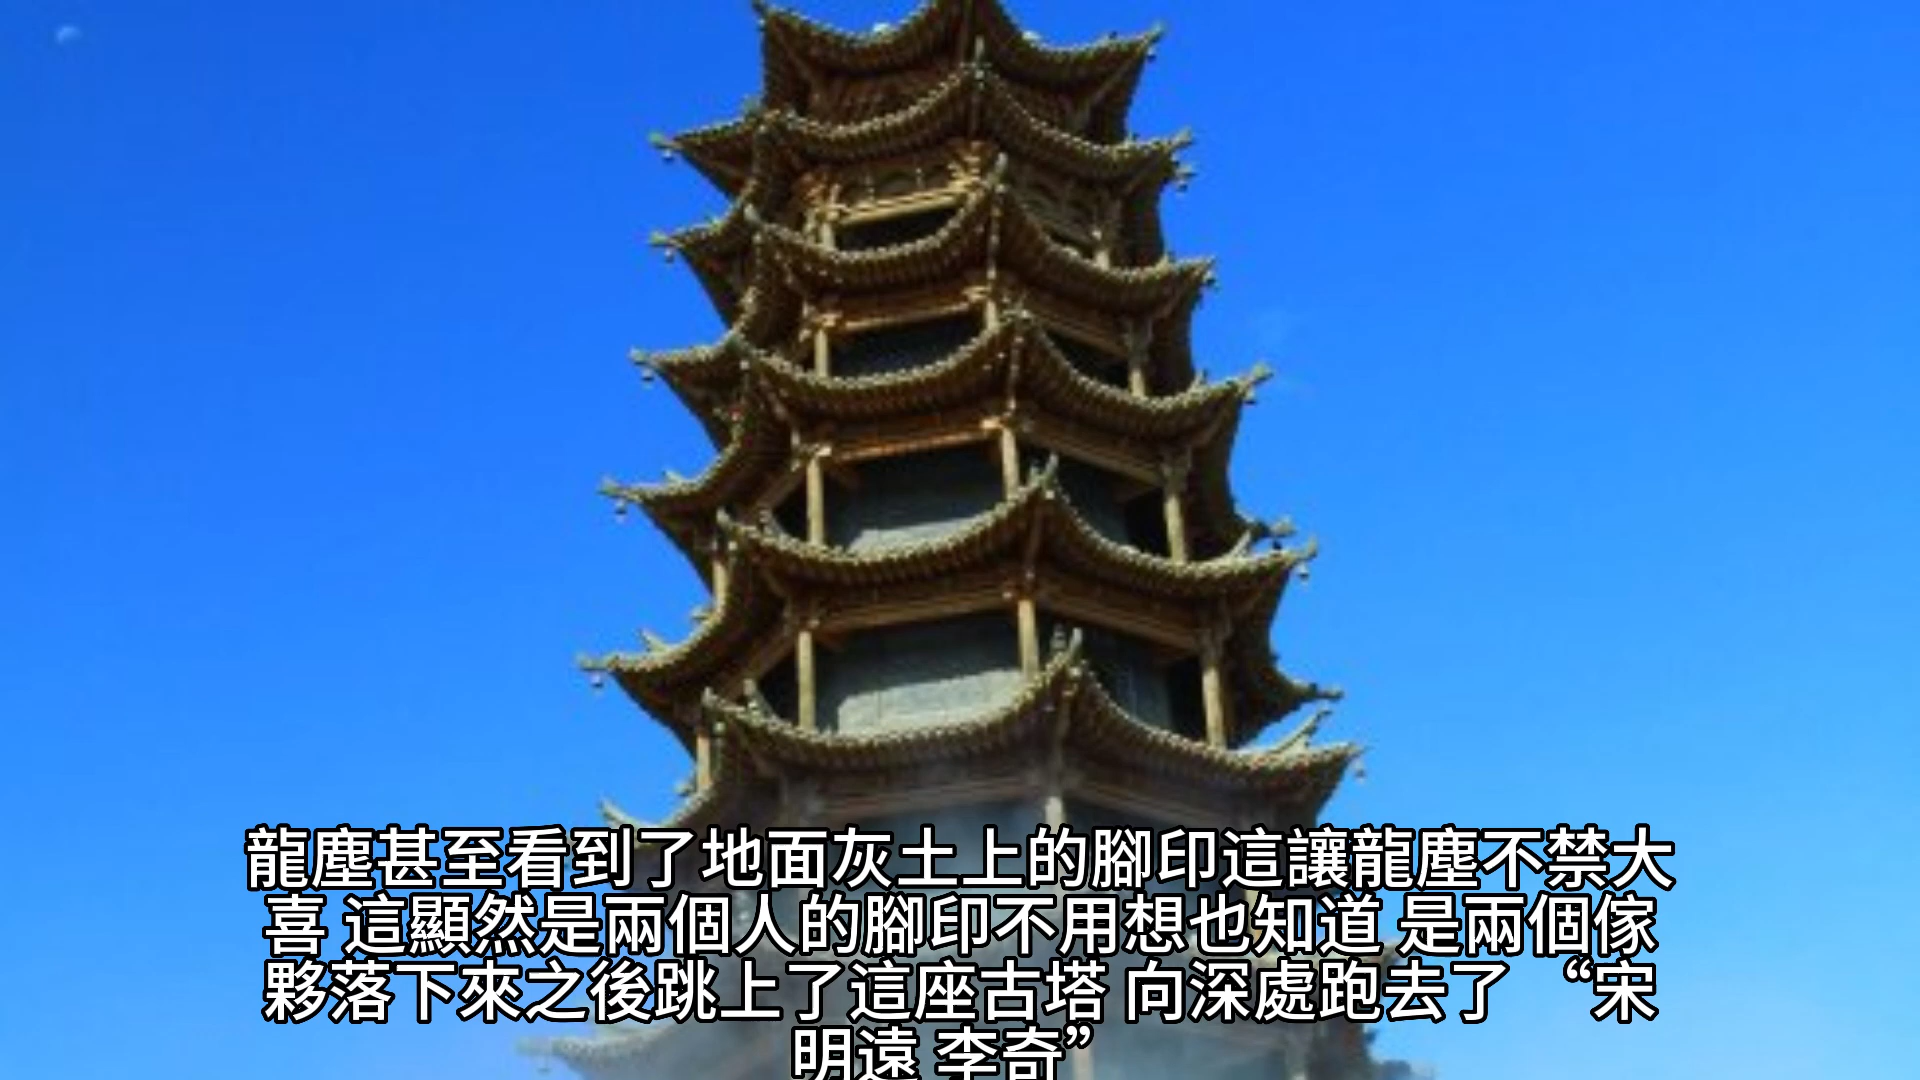 龍塵甚至看到了地面灰土上的腳印這讓龍塵不禁大
喜 這顯然是兩個人的腳印不用想也知道 是兩個傢
夥落下來之後跳上了這座古塔 向深處跑去了 “宋
明遠 李奇”